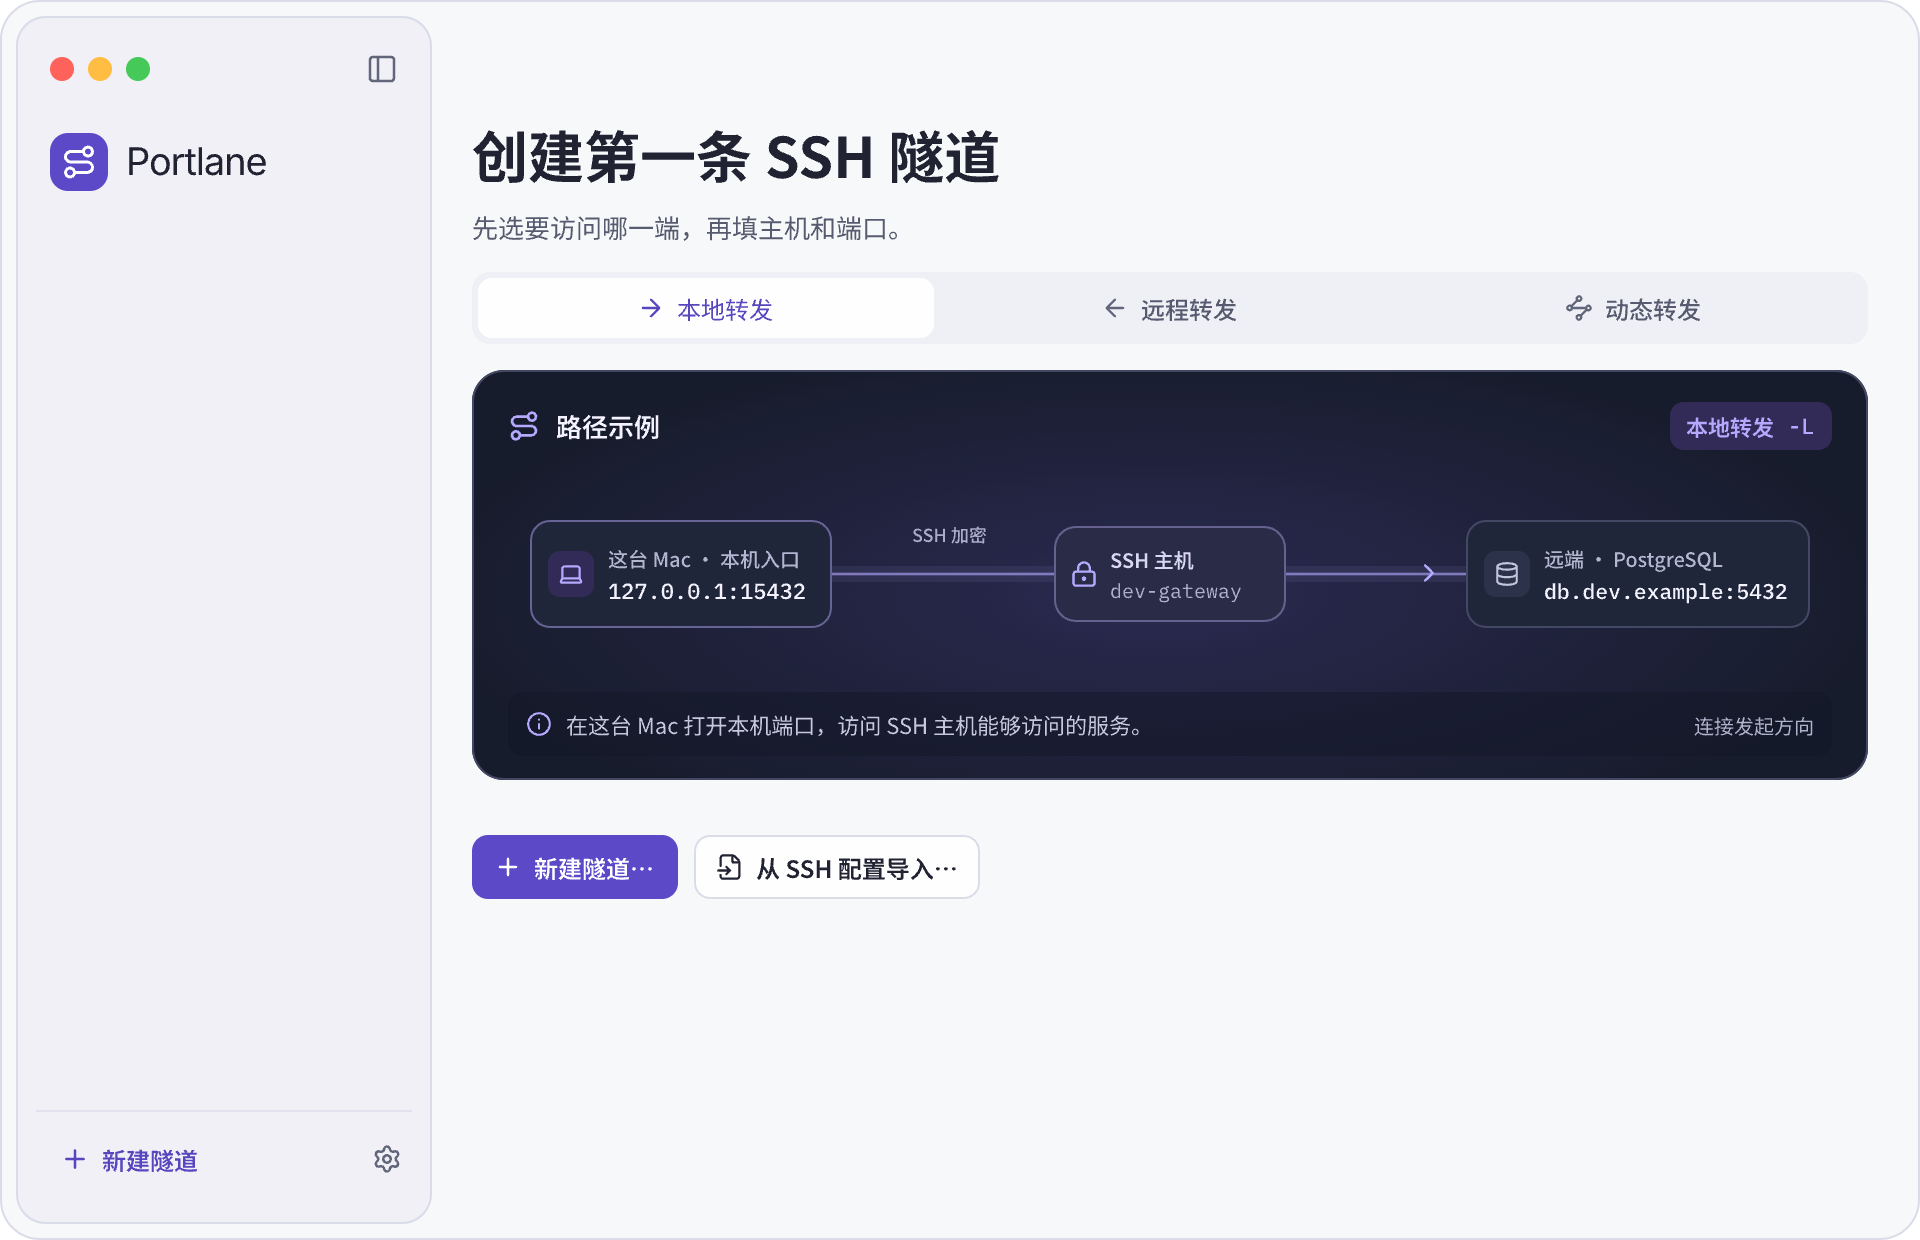 Portlane
创建第一条 SSH 隧道
先选要访问哪一端，再填主机和端口。
本地转发
远程转发
动态转发
路径示例
本地转发 -L
这台 Mac · 本机入口
127.0.0.1:15432
SSH 加密
SSH 主机
dev-gateway
远端 · PostgreSQL
db.dev.example:5432
在这台 Mac 打开本机端口，访问 SSH 主机能够访问的服务。
连接发起方向
新建隧道…
从 SSH 配置导入…
新建隧道